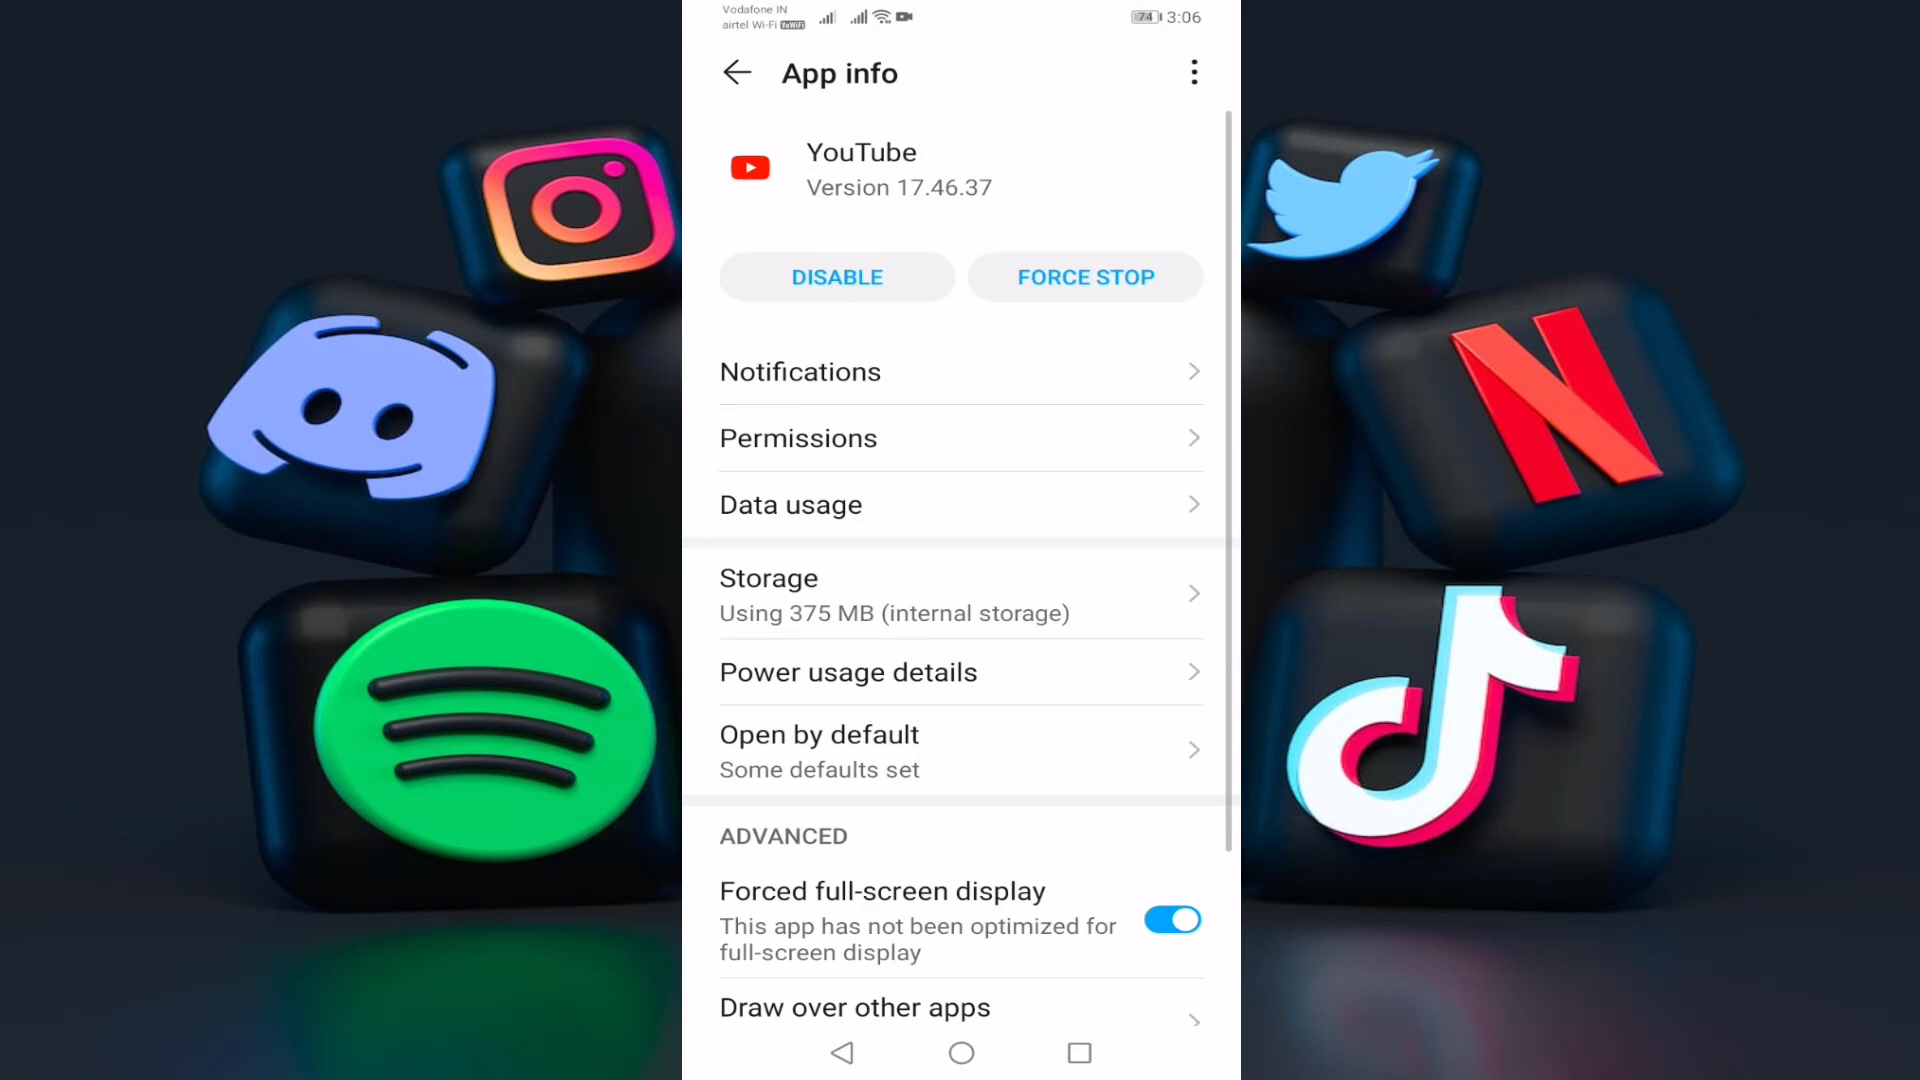 Vodafone IN
airtel Wi-Fi VoWiFi
74 3:06
App info
YouTube
Version 17.46.37
DISABLE
FORCE STOP
Notifications
Permissions
Data usage
Storage
Using 375 MB (internal storage)
Power usage details
Open by default
Some defaults set
ADVANCED
Forced full-screen display
This app has not been optimized for
full-screen display
Draw over other apps